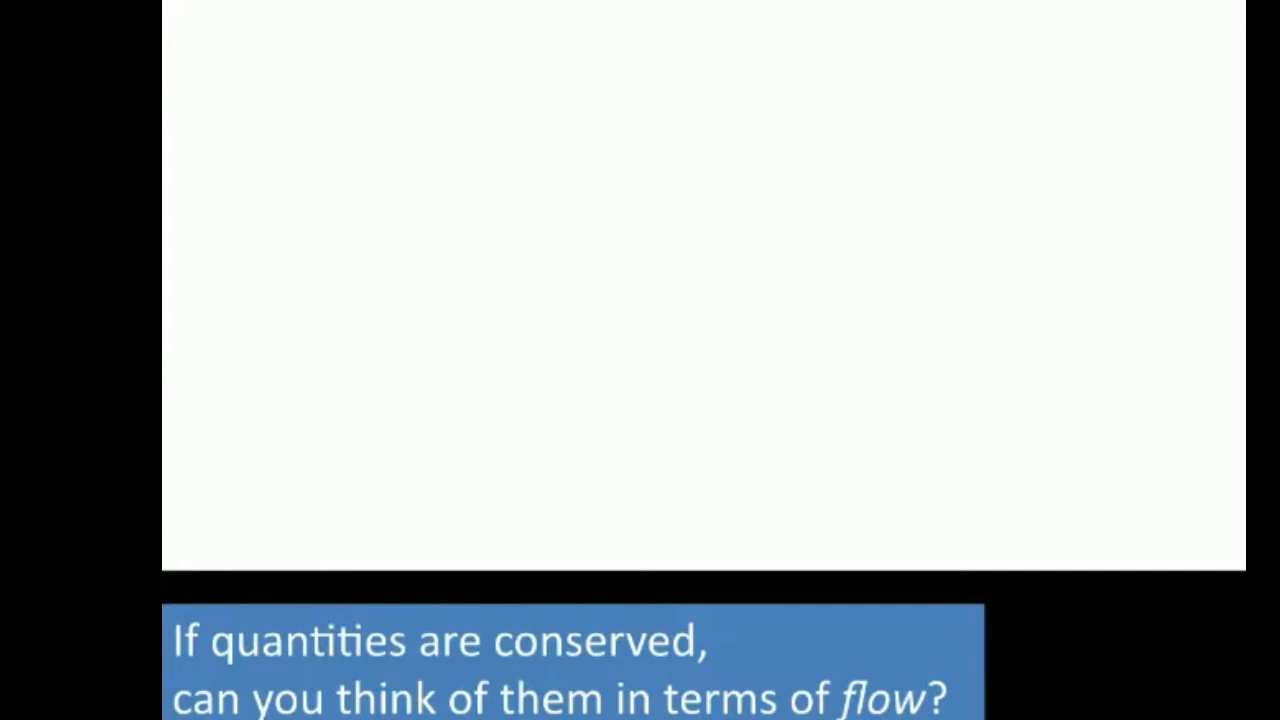 If quantities are conserved,
can you think of them in terms of flow?